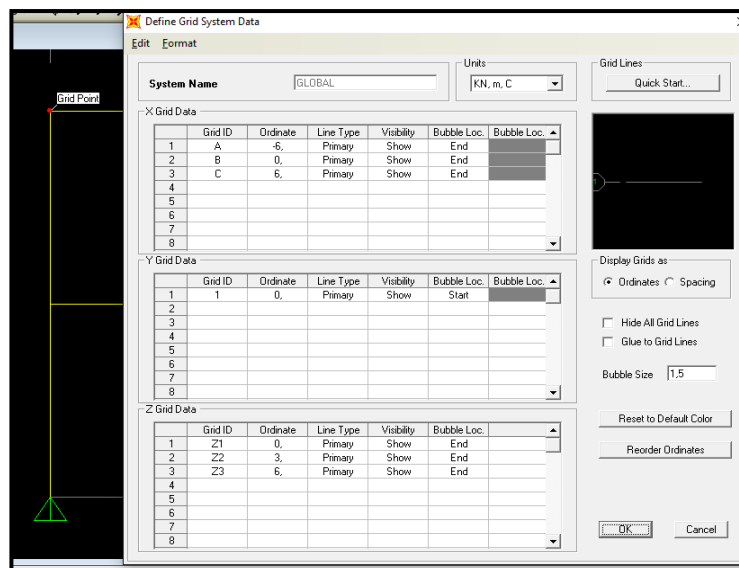 Define Grid System Data
Edit Format
System Name GLOBAL
Units
KN, m, C
Grid Lines
Quick Start...
Grid Point
X Grid Data
Grid ID Ordinate Line Type Visibility Bubble Loc. Bubble Loc.
1 A -6, Primary Show End
2 B 0, Primary Show End
3 C 6, Primary Show End
4
5
6
7
8
1
Y Grid Data
Grid ID Ordinate Line Type Visibility Bubble Loc. Bubble Loc.
1 1 0, Primary Show Start
2
3
4
5
6
7
8
Display Grids as
Ordinates Spacing
Hide All Grid Lines
Glue to Grid Lines
Bubble Size 1,5
Z Grid Data
Grid ID Ordinate Line Type Visibility Bubble Loc.
1 Z1 0, Primary Show End
2 Z2 3, Primary Show End
3 Z3 6, Primary Show End
4
5
6
7
8
Reset to Default Color
Reorder Ordinates
OK Cancel